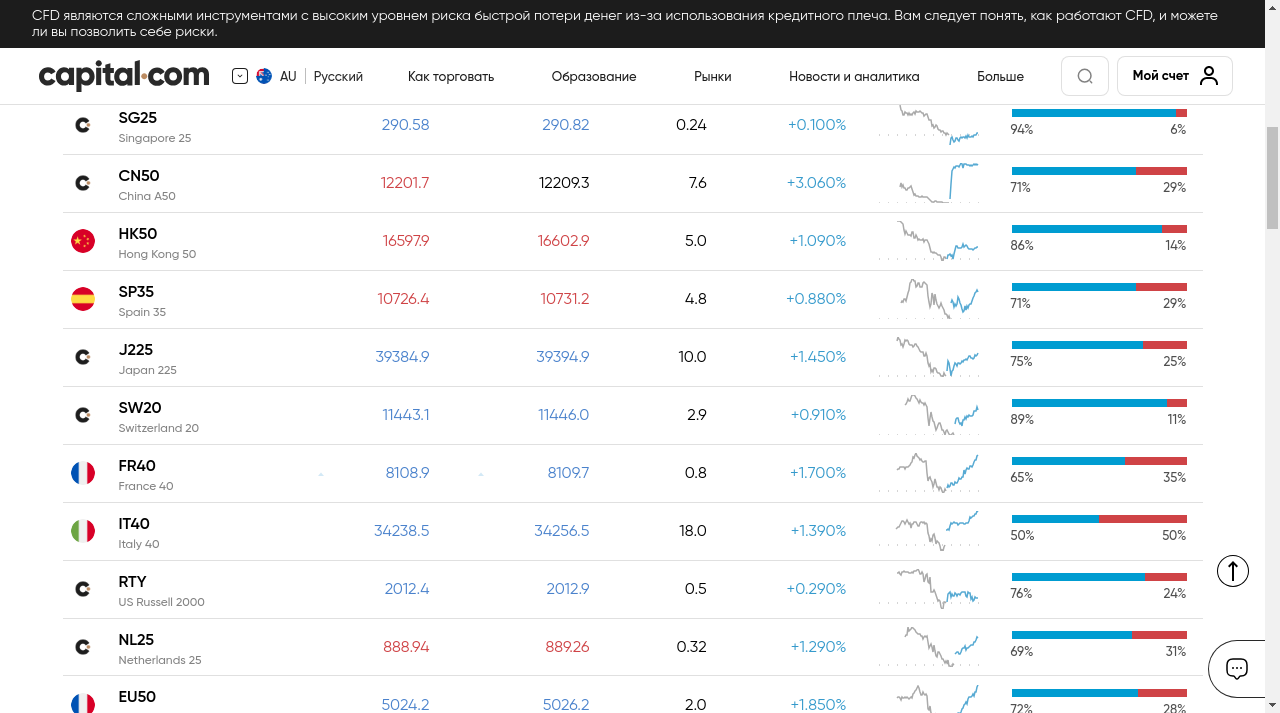 CFD являются сложными инструментами с высоким уровнем риска быстрой потери денег из-за использования кредитного плеча. Вам следует понять, как работают CFD, и можете
ли вы позволить себе риски.
capital.com AU Русский Как торговать Образование Рынки Новости и аналитика Больше Мой счет
SG25 290.58 290.82 0.24 +0.100%
Singapore 25 94% 6%
CN50 12201.7 12209.3 7.6 +3.060%
China A50 71% 29%
HK50 16597.9 16602.9 5.0 +1.090%
Hong Kong 50 86% 14%
SP35 10726.4 10731.2 4.8 +0.880%
Spain 35 71% 29%
J225 39384.9 39394.9 10.0 +1.450%
Japan 225 75% 25%
SW20 11443.1 11446.0 2.9 +0.910%
Switzerland 20 89% 11%
FR40 8108.9 8109.7 0.8 +1.700%
France 40 65% 35%
IT40 34238.5 34256.5 18.0 +1.390%
Italy 40 50% 50%
RTY 2012.4 2012.9 0.5 +0.290%
US Russell 2000 76% 24%
NL25 888.94 889.26 0.32 +1.290%
Netherlands 25 69% 31%
EU50 5024.2 5026.2 2.0 +1.850%
72% 28%